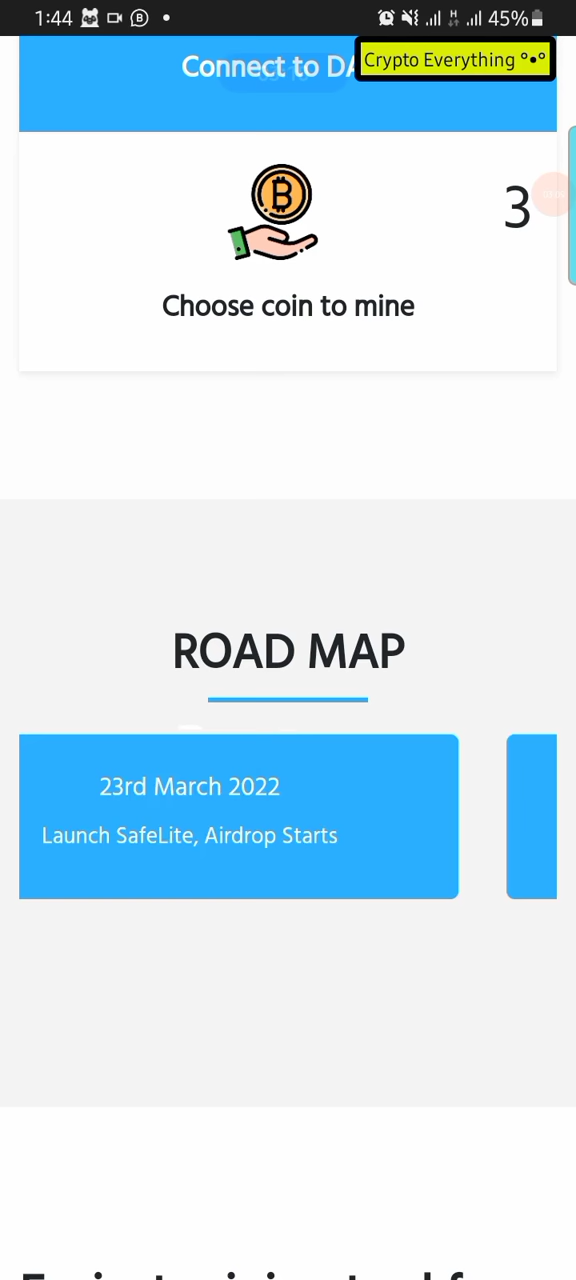 1:44
45%
Connect to DA
Crypto Everything °•°
3
Choose coin to mine
ROAD MAP
23rd March 2022
Launch SafeLite, Airdrop Starts